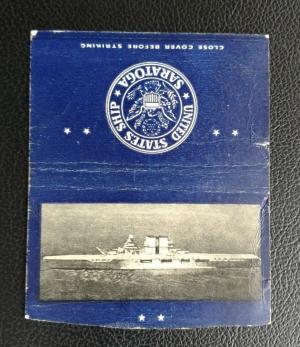 CLOSE COVER BEFORE STRIKING
UNITED STATES SHIP
SARATOGA